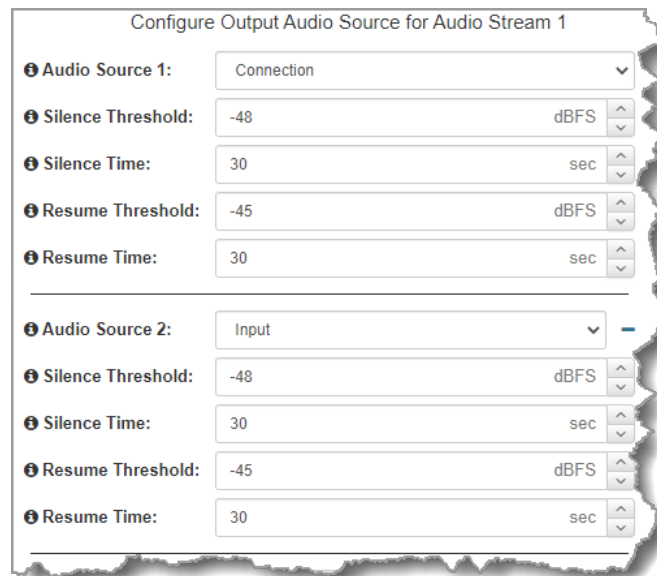 Configure Output Audio Source for Audio Stream 1
Audio Source 1: Connection
Silence Threshold: -48 dBFS
Silence Time: 30 sec
Resume Threshold: -45 dBFS
Resume Time: 30 sec
Audio Source 2: Input
Silence Threshold: -48 dBFS
Silence Time: 30 sec
Resume Threshold: -45 dBFS
Resume Time: 30 sec